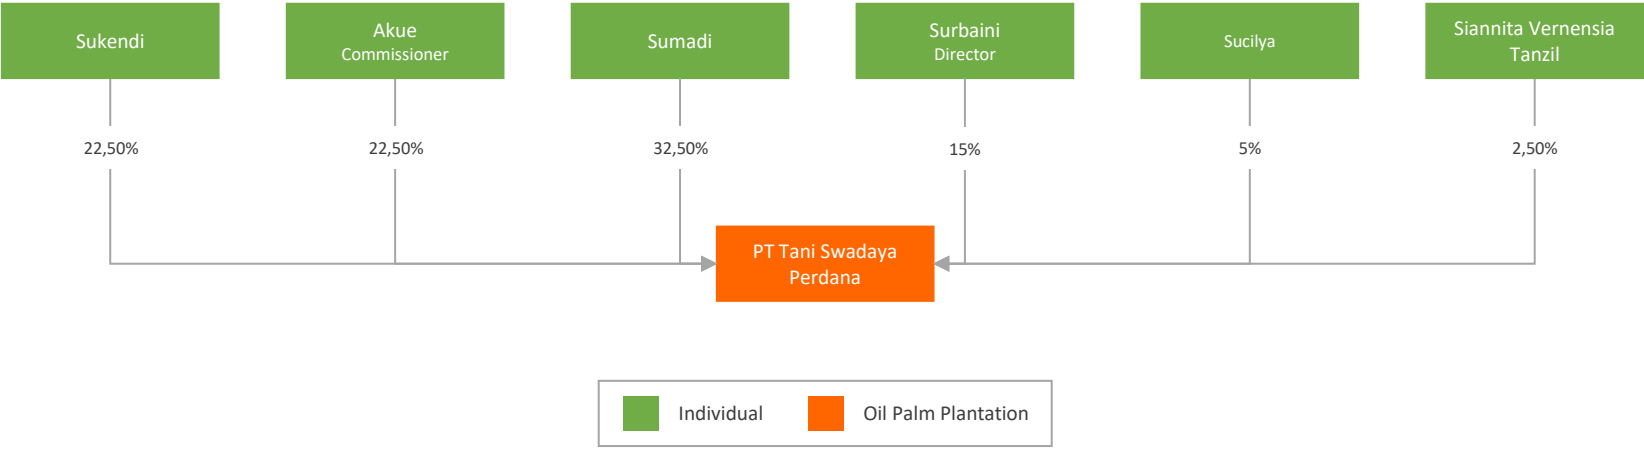 Sukendi
Akue
Commissioner
Sumadi
Surbaini
Director
Sucilya
Siannita Vernensia
Tanzil
22,50%
22,50%
32,50%
15%
5%
2,50%
PT Tani Swadaya
Perdana
Individual
Oil Palm Plantation